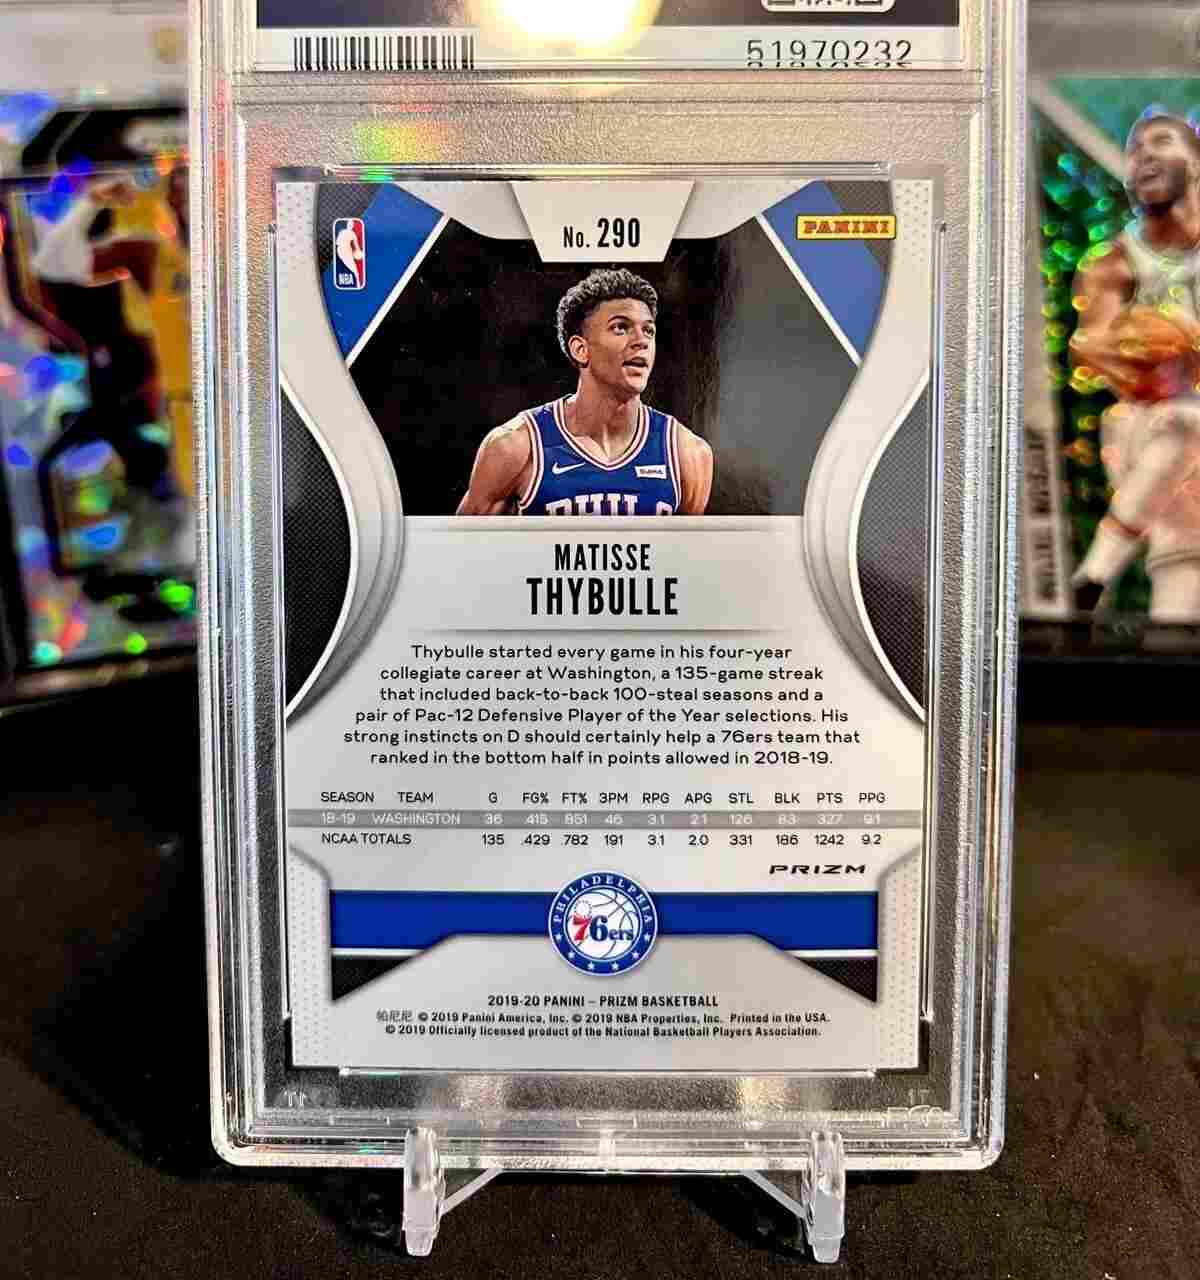 51970232
No. 290
PANINI
NBA
bibigo
PHILA
MATISSE
THYBULLE
Thybulle started every game in his four-year
collegiate career at Washington, a 135-game streak
that included back-to-back 100-steal seasons and a
pair of Pac-12 Defensive Player of the Year selections. His
strong instincts on D should certainly help a 76ers team that
ranked in the bottom half in points allowed in 2018-19.
SEASON TEAM G FG% FT% 3PM RPG APG STL BLK PTS PPG
18-19 WASHINGTON 36 .415 .851 46 3.1 2.1 126 83 327 9.1
NCAA TOTALS 135 .429 .782 191 3.1 2.0 331 186 1242 9.2
PRIZM
PHILADELPHIA
76ers
2019-20 PANINI – PRIZM BASKETBALL
帕尼尼 © 2019 Panini America, Inc. © 2019 NBA Properties, Inc. Printed in the USA.
© 2019 Officially licensed product of the National Basketball Players Association.